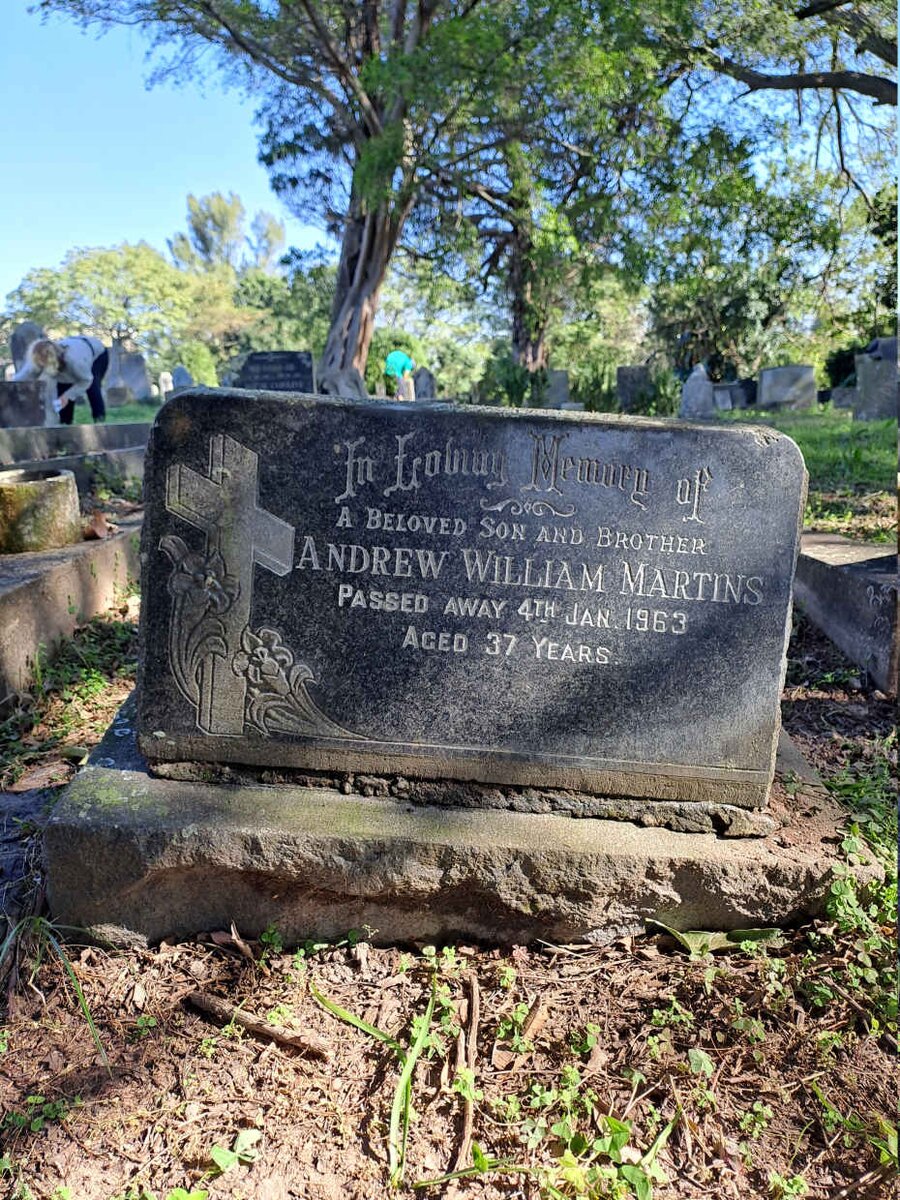 In Loving Memory of
A Beloved Son and Brother
Andrew William Martins
Passed away 4th Jan. 1963
Aged 37 Years.